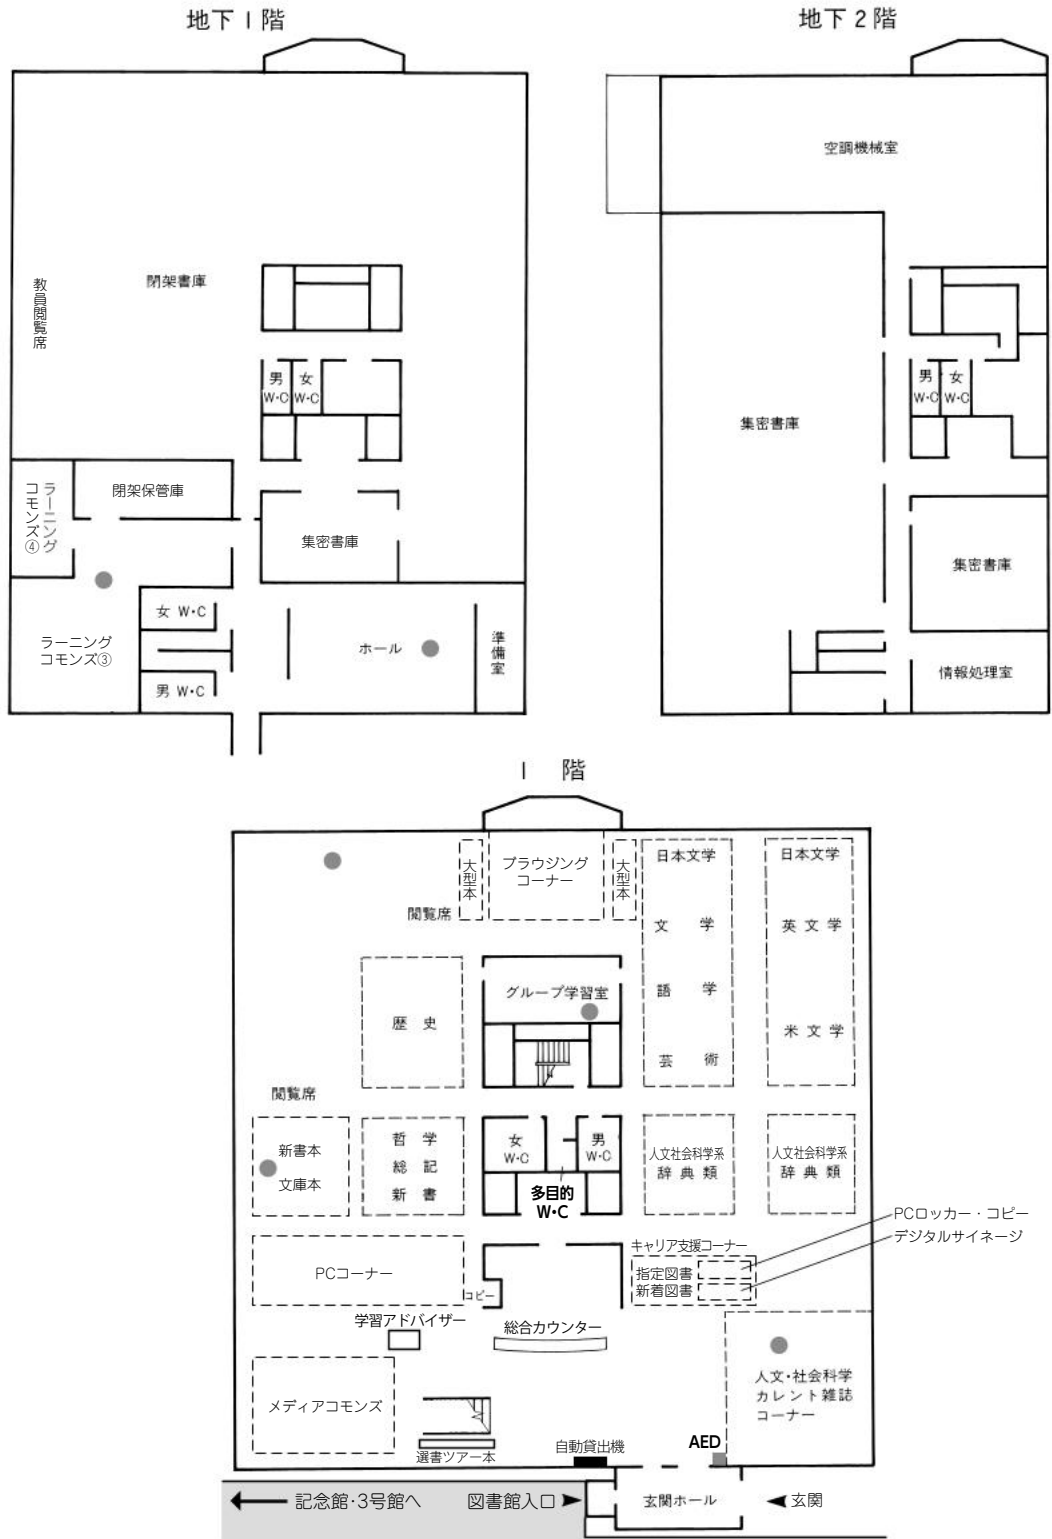 地下1階
地下2階
空調機械室
教員閲覧席
閉架書庫
男
W・C
女
W・C
男
W・C
女
W・C
集密書庫
ラーニング
コモンズ④
閉架保管庫
集密書庫
集密書庫
女 W・C
ラーニング
コモンズ③
ホール
準備室
男 W・C
情報処理室
1 階
大型本
ブラウジング
コーナー
大型本
日本文学
日本文学
閲覧席
文 学
英文学
グループ学習室
語 学
歴 史
米文学
芸 術
閲覧席
新書本
文庫本
哲 学
総 記
新 書
女
W・C
男
W・C
多目的
W・C
人文社会科学系
辞典類
人文社会科学系
辞典類
PCロッカー・コピー
デジタルサイネージ
キャリア支援コーナー
指定図書
新着図書
PCコーナー
コピー
学習アドバイザー
総合カウンター
人文・社会科学
カレント雑誌
コーナー
メディアコモンズ
選書ツアー本
自動貸出機
AED
記念館・3号館へ
図書館入口
玄関ホール
玄関